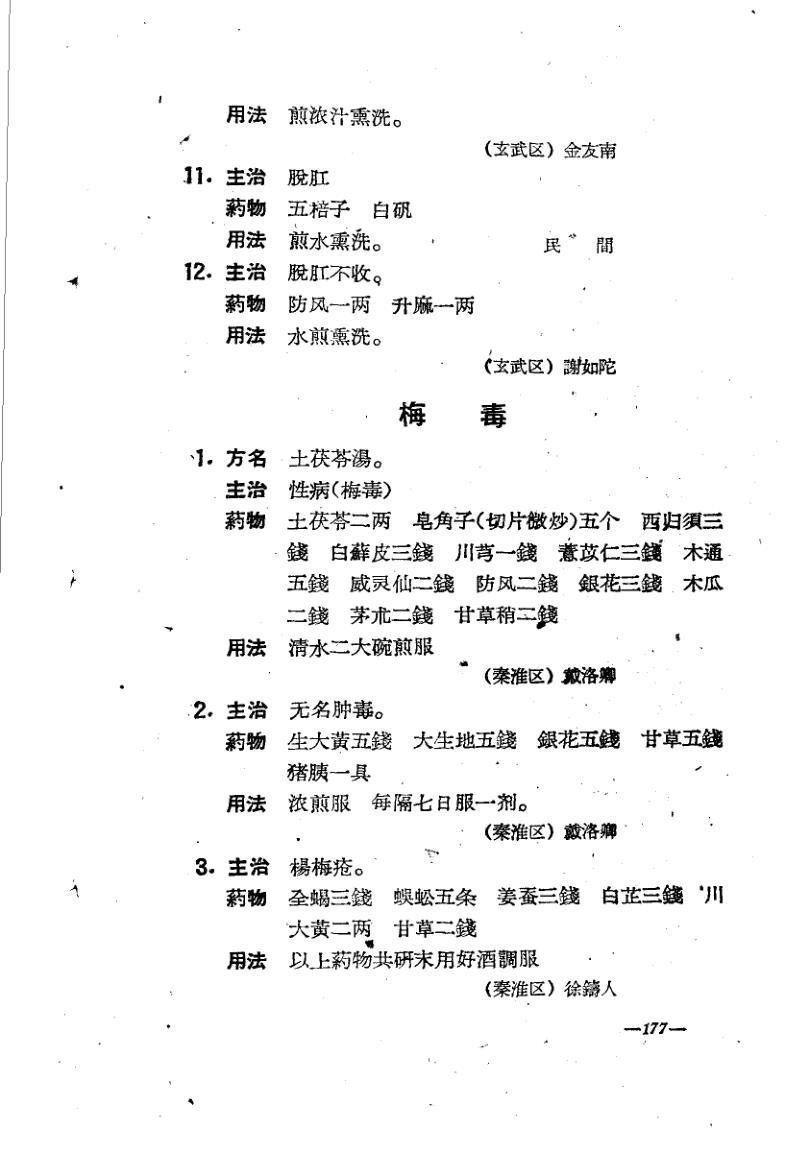 用法 煎浓汁熏洗。
(玄武区) 金友南
11. 主治 脫肛
葯物 五棓子 白矾
用法 煎水熏洗。 民 間
12. 主治 脫肛不收。
葯物 防风一两 升麻一两
用法 水煎熏洗。
(玄武区) 謝如陀
梅 毒
1. 方名 土茯苓湯。
主治 性病(梅毒)
葯物 土茯苓二两 皂角子(切片微炒)五个 西归須三
錢 白蘚皮三錢 川芎一錢 薏苡仁三錢 木通
五錢 威灵仙二錢 防风二錢 銀花三錢 木瓜
二錢 茅朮二錢 甘草稍二錢
用法 清水二大碗煎服
(秦淮区) 戴洛卿
2. 主治 无名肿毒。
葯物 生大黃五錢 大生地五錢 銀花五錢 甘草五錢
猪胰一具
用法 浓煎服 每隔七日服一剂。
(秦淮区) 戴洛卿
3. 主治 楊梅疮。
葯物 全蝎三錢 蜈蚣五条 姜蚕三錢 白芷三錢 川
大黃二两 甘草二錢
用法 以上葯物共研末用好酒調服
(秦淮区) 徐鑄人
—177—